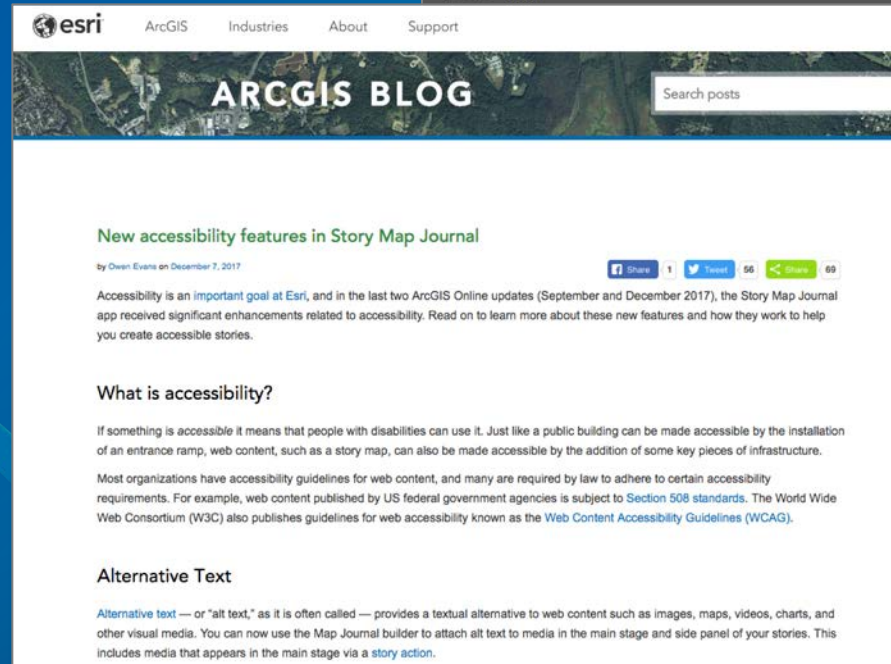 esri ArcGIS Industries About Support
ARCGIS BLOG
Search posts
New accessibility features in Story Map Journal
by Owen Evans on December 7, 2017
Share 1 Tweet 56 Share 69
Accessibility is an important goal at Esri, and in the last two ArcGIS Online updates (September and December 2017), the Story Map Journal
app received significant enhancements related to accessibility. Read on to learn more about these new features and how they work to help
you create accessible stories.
What is accessibility?
If something is accessible it means that people with disabilities can use it. Just like a public building can be made accessible by the installation
of an entrance ramp, web content, such as a story map, can also be made accessible by the addition of some key pieces of infrastructure.
Most organizations have accessibility guidelines for web content, and many are required by law to adhere to certain accessibility
requirements. For example, web content published by US federal government agencies is subject to Section 508 standards. The World Wide
Web Consortium (W3C) also publishes guidelines for web accessibility known as the Web Content Accessibility Guidelines (WCAG).
Alternative Text
Alternative text — or "alt text," as it is often called — provides a textual alternative to web content such as images, maps, videos, charts, and
other visual media. You can now use the Map Journal builder to attach alt text to media in the main stage and side panel of your stories. This
includes media that appears in the main stage via a story action.